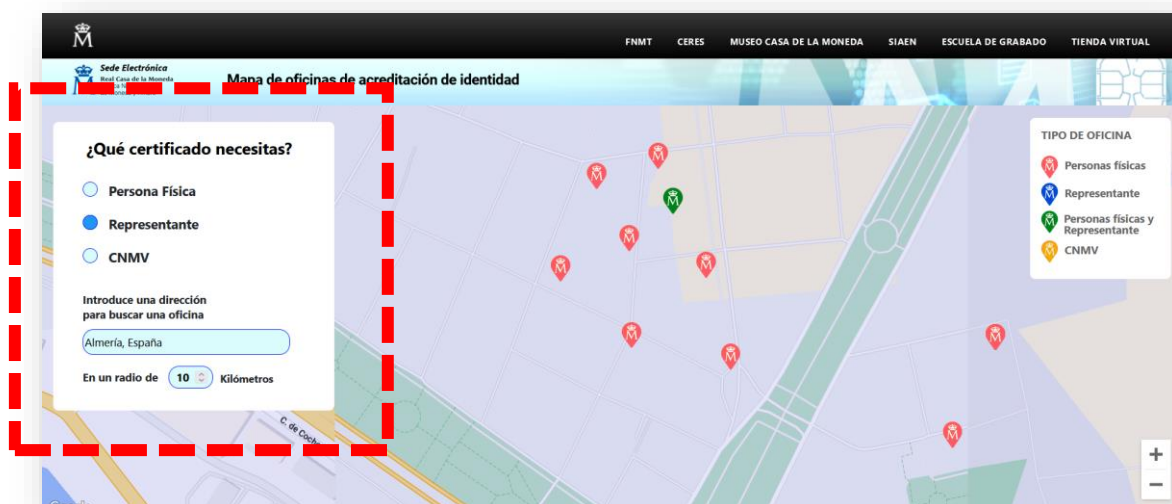 FNMT CERES MUSEO CASA DE LA MONEDA SIAEN ESCUELA DE GRABADO TIENDA VIRTUAL
Sede Electrónica
Real Casa de la Moneda
Mapa de oficinas de acreditación de identidad
¿Qué certificado necesitas?
Persona Física
Representante
CNMV
Introduce una dirección
para buscar una oficina
Almería, España
En un radio de 10 Kilómetros
TIPO DE OFICINA
Personas físicas
Representante
Personas físicas y
Representante
CNMV
C. de Coche
+
−